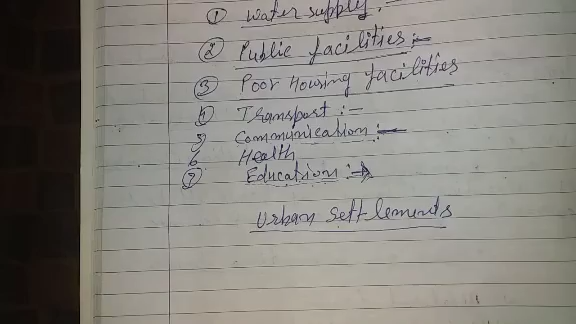 ① Water supply.
② Public facilities :-
③ Poor Housing facilities
④ Transport :-
5 Communication :-
6 Health
⑦ Education :→
Urban Settlements